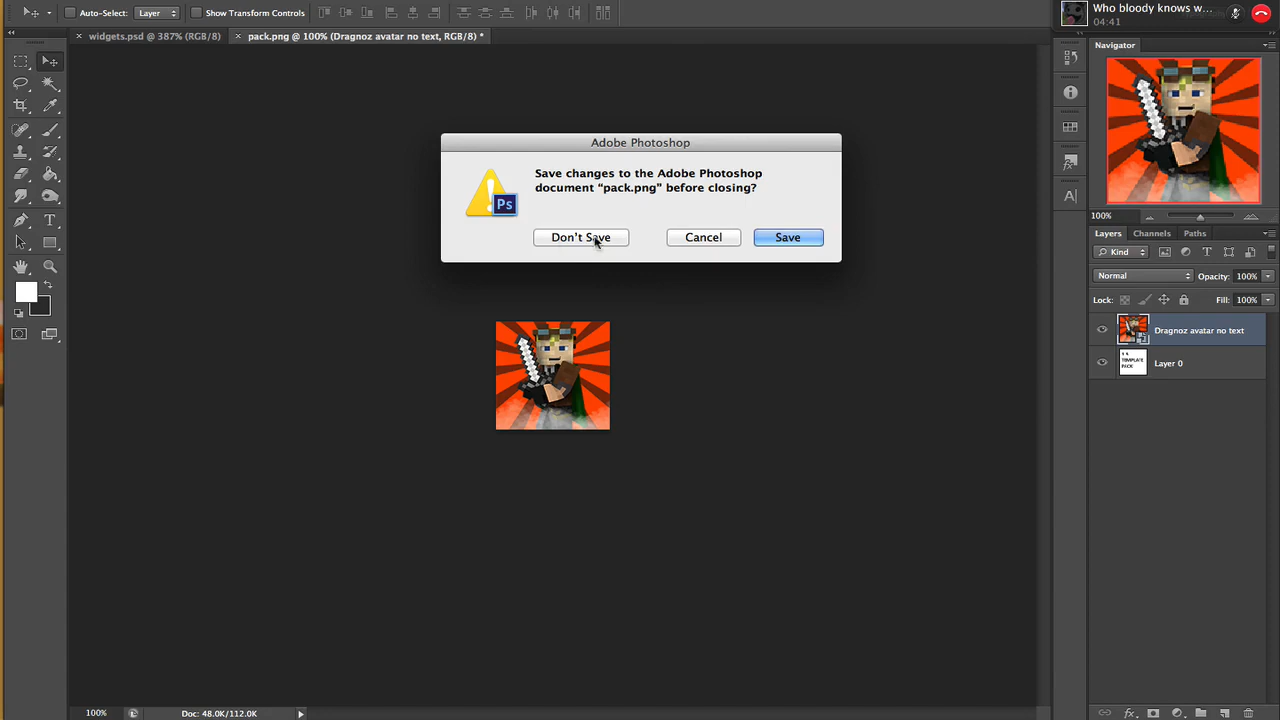 Auto-Select: Layer Show Transform Controls
Who bloody knows w...
04:41
widgets.psd @ 387% (RGB/8)
pack.png @ 100% (Dragnoz avatar no text, RGB/8) *
Navigator
Adobe Photoshop
Save changes to the Adobe Photoshop
document “pack.png” before closing?
Ps
Don't Save Cancel Save
100%
Layers Channels Paths
Kind
Normal Opacity: 100%
Lock: Fill: 100%
Dragnoz avatar no text
TEMPLATE
PACK
Layer 0
100% Doc: 48.0K/112.0K